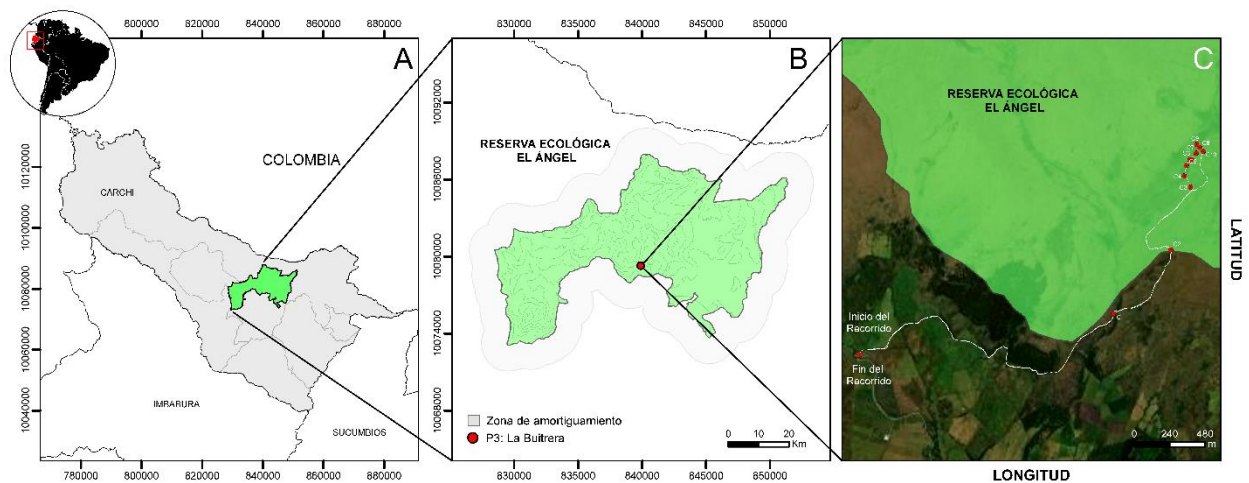 800000
820000
840000
860000
880000
830000
835000
840000
845000
850000
A
COLOMBIA
CARCHI
IMBABURA
SUCUMBIOS
10120000
10100000
10080000
10060000
10040000
780000
800000
820000
840000
860000
880000
B
RESERVA ECOLÓGICA
EL ÁNGEL
10092000
10086000
10080000
10074000
10068000
Zona de amortiguamiento
P3: La Buitrera
0
10
20
Km
830000
835000
840000
845000
850000
C
RESERVA ECOLÓGICA
EL ÁNGEL
Inicio del
Recorrido
Fin del
Recorrido
0
240
480
m
LATITUD
LONGITUD